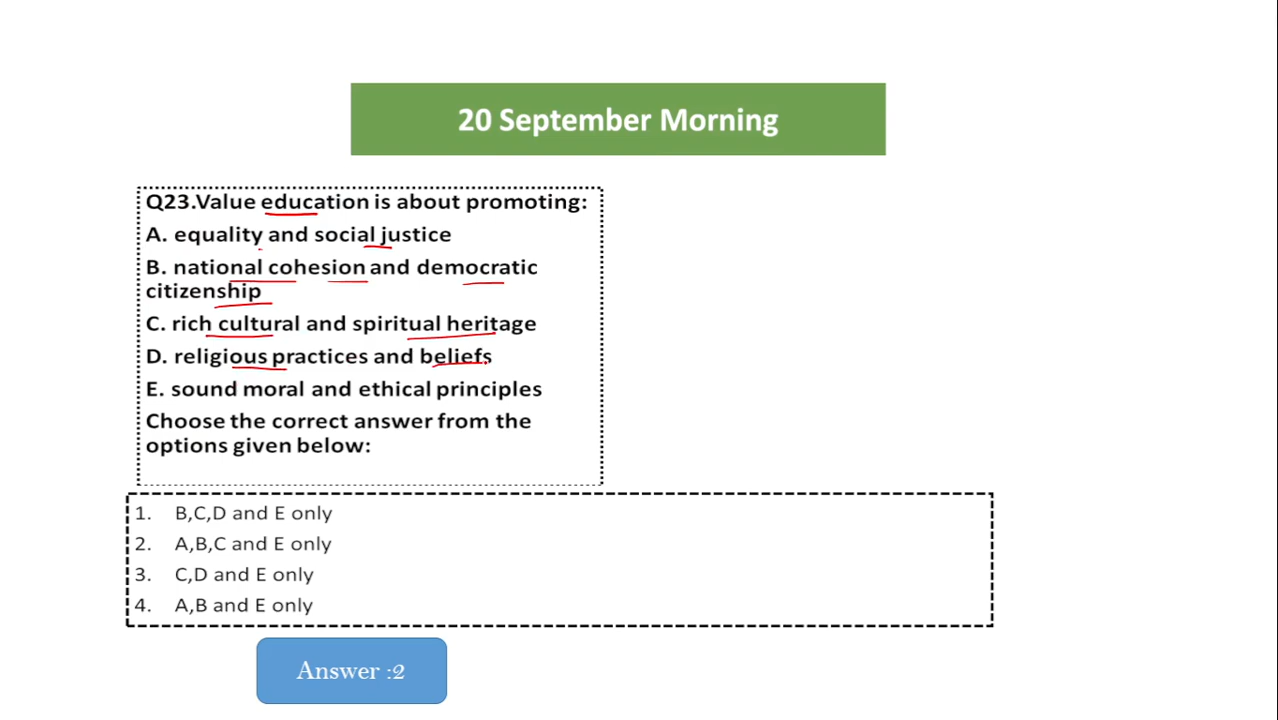 20 September Morning
Q23.Value education is about promoting:
A. equality and social justice
B. national cohesion and democratic
citizenship
C. rich cultural and spiritual heritage
D. religious practices and beliefs
E. sound moral and ethical principles
Choose the correct answer from the
options given below:
1. B,C,D and E only
2. A,B,C and E only
3. C,D and E only
4. A,B and E only
Answer :2